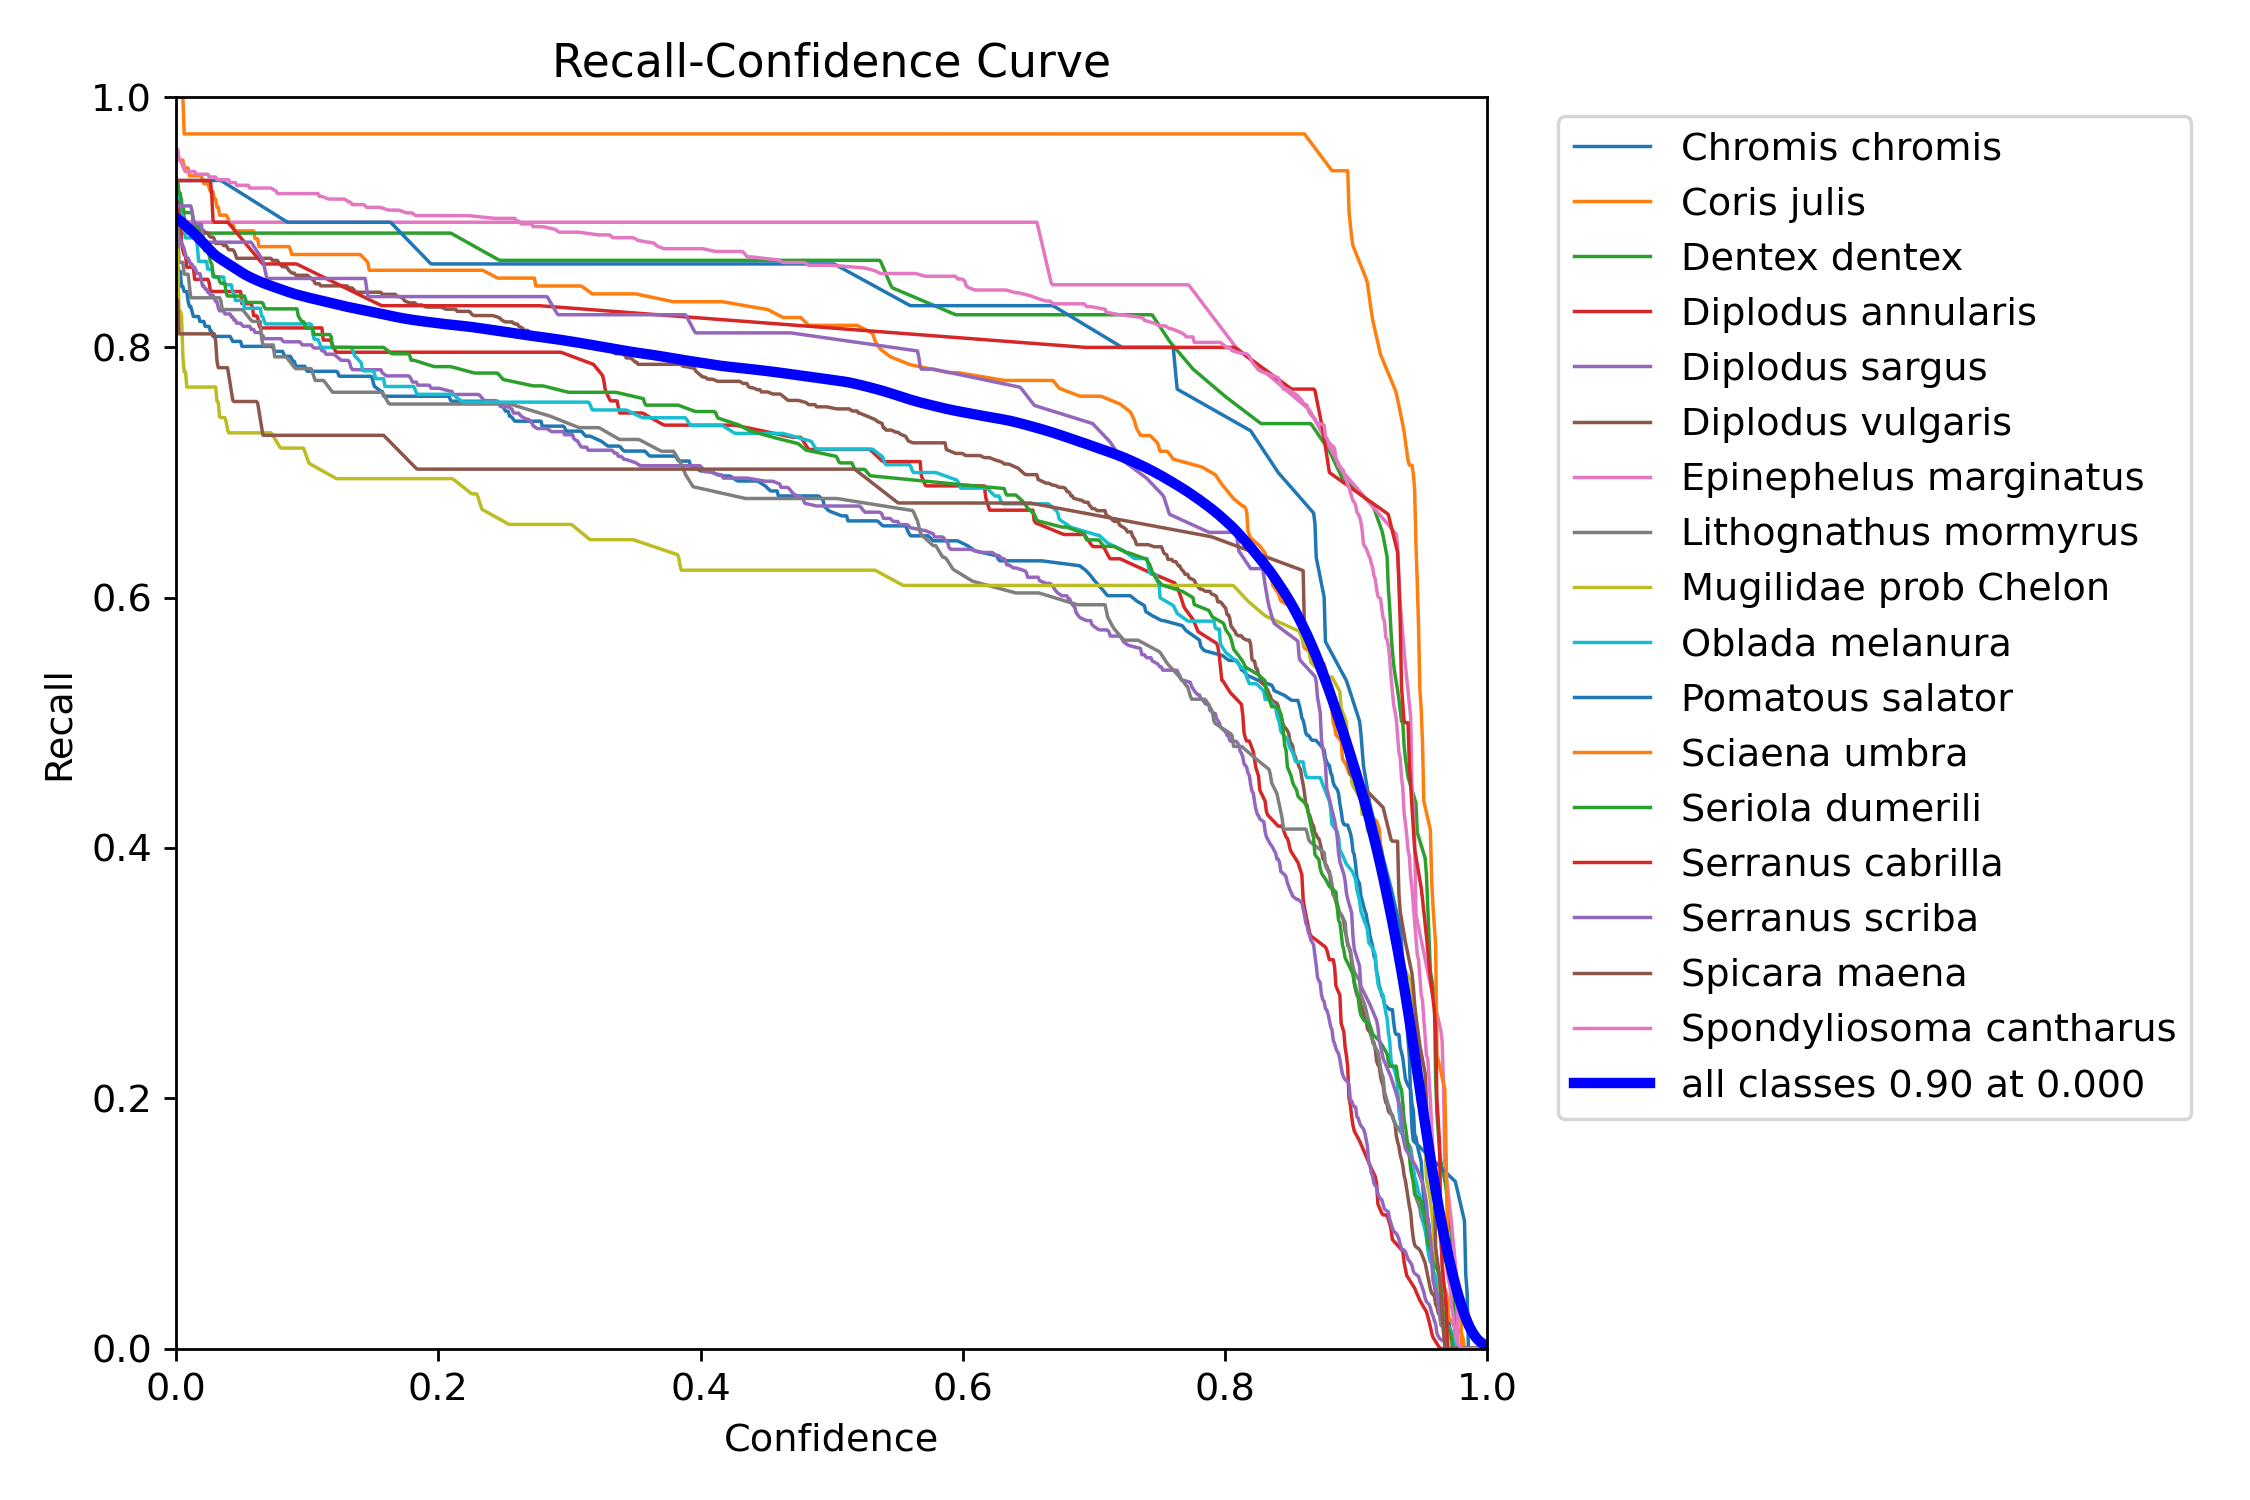 Recall-Confidence Curve
1.0
0.8
0.6
0.4
0.2
0.0
Recall
0.0 0.2 0.4 0.6 0.8 1.0
Confidence
Chromis chromis
Coris julis
Dentex dentex
Diplodus annularis
Diplodus sargus
Diplodus vulgaris
Epinephelus marginatus
Lithognathus mormyrus
Mugilidae prob Chelon
Oblada melanura
Pomatous salator
Sciaena umbra
Seriola dumerili
Serranus cabrilla
Serranus scriba
Spicara maena
Spondyliosoma cantharus
all classes 0.90 at 0.000